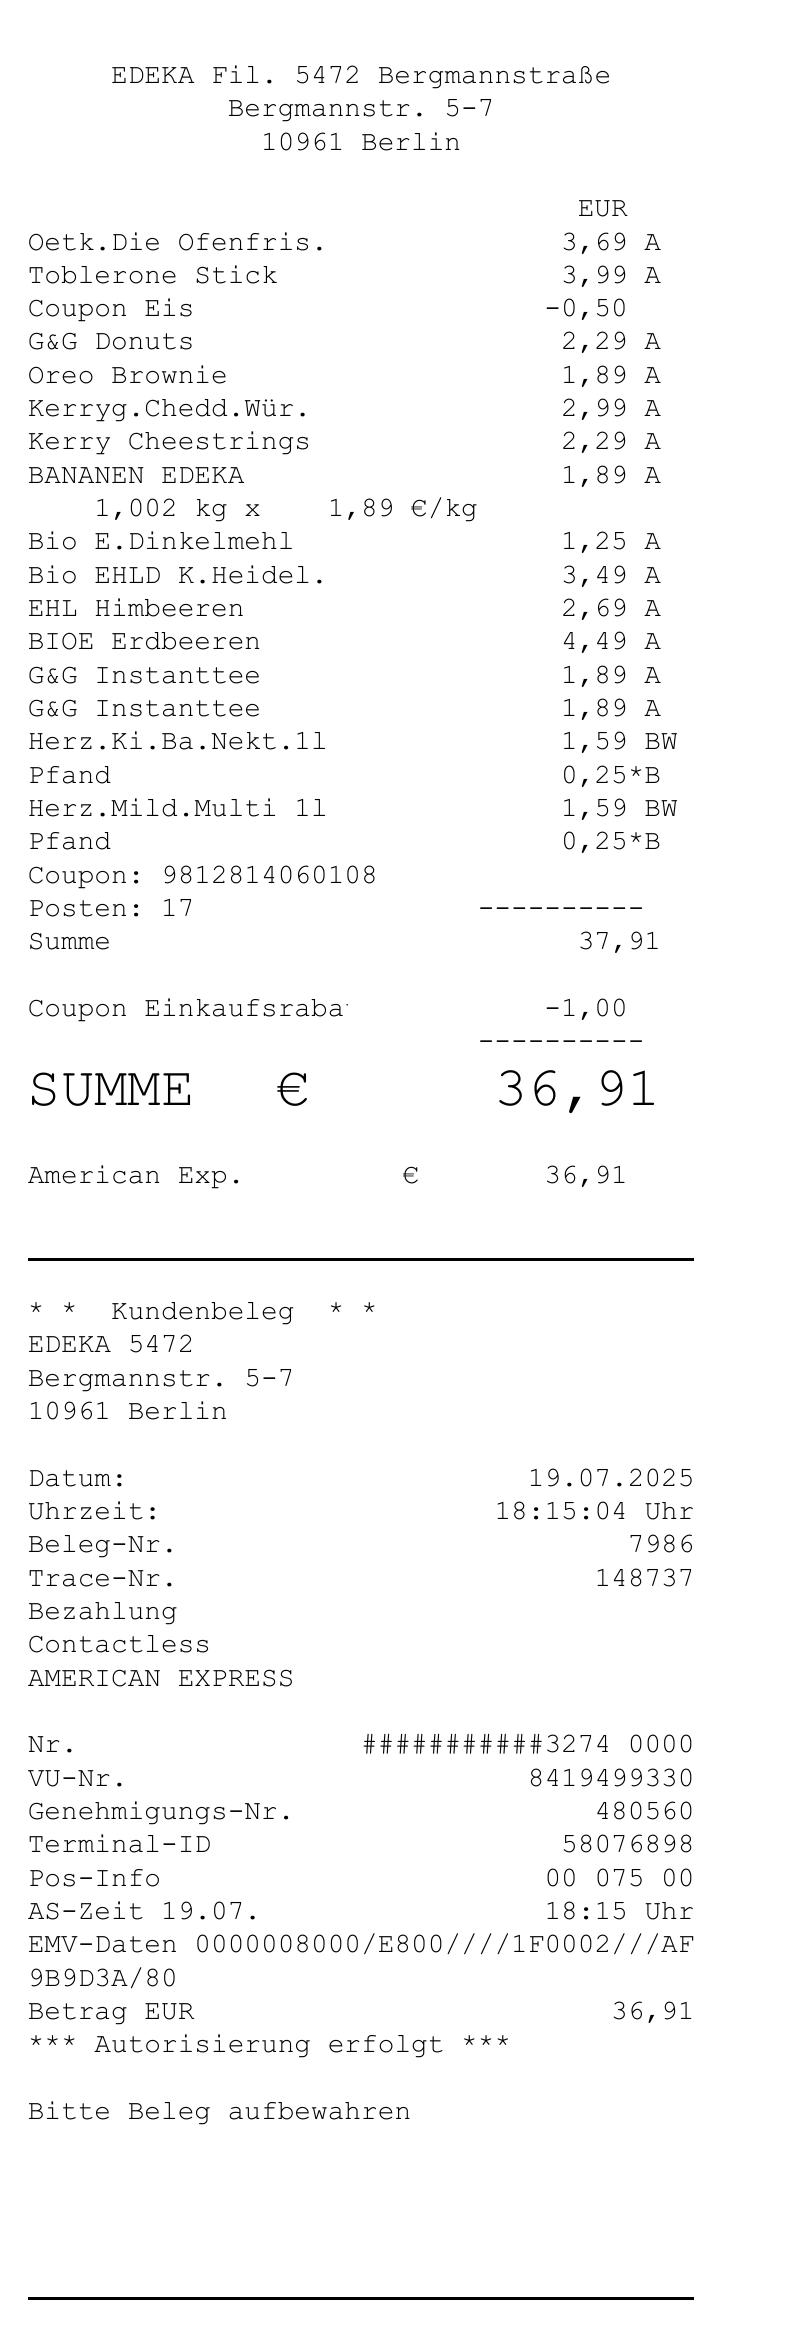 EDEKA Fil. 5472 Bergmannstraße
Bergmannstr. 5-7
10961 Berlin
EUR
Oetk.Die Ofenfris. 3,69 A
Toblerone Stick 3,99 A
Coupon Eis -0,50
G&G Donuts 2,29 A
Oreo Brownie 1,89 A
Kerryg.Chedd.Wür. 2,99 A
Kerry Cheestrings 2,29 A
BANANEN EDEKA 1,89 A
1,002 kg x 1,89 €/kg
Bio E.Dinkelmehl 1,25 A
Bio EHLD K.Heidel. 3,49 A
EHL Himbeeren 2,69 A
BIOE Erdbeeren 4,49 A
G&G Instanttee 1,89 A
G&G Instanttee 1,89 A
Herz.Ki.Ba.Nekt.1l 1,59 BW
Pfand 0,25*B
Herz.Mild.Multi 1l 1,59 BW
Pfand 0,25*B
Coupon: 9812814060108
Posten: 17 ----------
Summe 37,91
Coupon Einkaufsraba -1,00
----------
SUMME € 36,91
American Exp. € 36,91
* * Kundenbeleg * *
EDEKA 5472
Bergmannstr. 5-7
10961 Berlin
Datum: 19.07.2025
Uhrzeit: 18:15:04 Uhr
Beleg-Nr. 7986
Trace-Nr. 148737
Bezahlung
Contactless
AMERICAN EXPRESS
Nr. ###########3274 0000
VU-Nr. 8419499330
Genehmigungs-Nr. 480560
Terminal-ID 58076898
Pos-Info 00 075 00
AS-Zeit 19.07. 18:15 Uhr
EMV-Daten 0000008000/E800////1F0002///AF
9B9D3A/80
Betrag EUR 36,91
*** Autorisierung erfolgt ***
Bitte Beleg aufbewahren